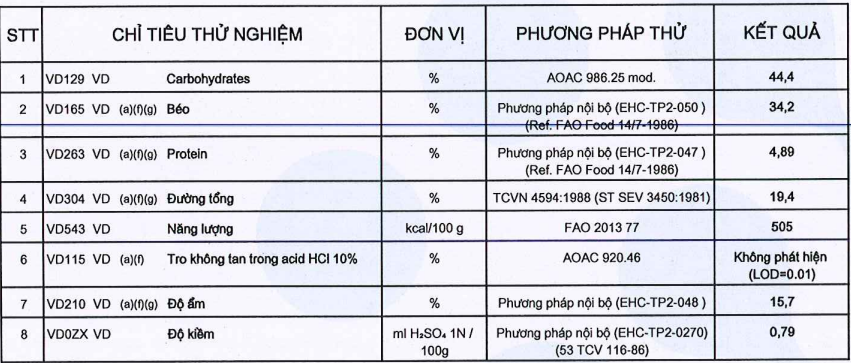 STT CHỈ TIÊU THỬ NGHIỆM ĐƠN VỊ PHƯƠNG PHÁP THỬ KẾT QUẢ
1 VD129 VD Carbohydrates % AOAC 986.25 mod. 44,4
2 VD165 VD (a)(f)(g) Béo % Phương pháp nội bộ (EHC-TP2-050 ) 34,2
(Ref. FAO Food 14/7-1986)
3 VD263 VD (a)(f)(g) Protein % Phương pháp nội bộ (EHC-TP2-047 ) 4,89
(Ref. FAO Food 14/7-1986)
4 VD304 VD (a)(f)(g) Đường tổng % TCVN 4594:1988 (ST SEV 3450:1981) 19,4
5 VD543 VD Năng lượng kcal/100 g FAO 2013 77 505
6 VD115 VD (a)(f) Tro không tan trong acid HCl 10% % AOAC 920.46 Không phát hiện
(LOD=0.01)
7 VD210 VD (a)(f)(g) Độ ẩm % Phương pháp nội bộ (EHC-TP2-048 ) 15,7
8 VD0ZX VD Độ kiềm ml H₂SO₄ 1N / Phương pháp nội bộ (EHC-TP2-0270) 0,79
100g (53 TCV 116-86)